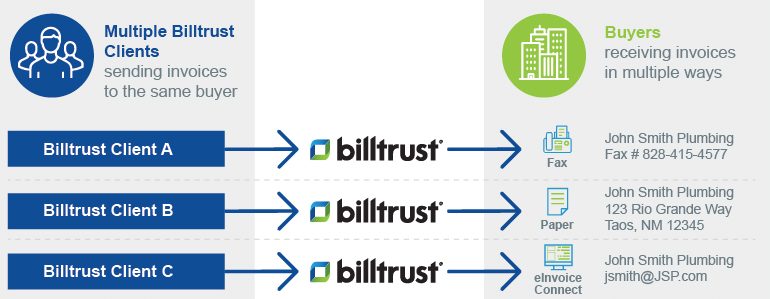 Multiple Billtrust
Clients
sending invoices
to the same buyer
Buyers
receiving invoices
in multiple ways
Billtrust Client A
billtrust®
Fax
John Smith Plumbing
Fax # 828-415-4577
Billtrust Client B
billtrust®
Paper
John Smith Plumbing
123 Rio Grande Way
Taos, NM 12345
Billtrust Client C
billtrust®
eInvoice
Connect
John Smith Plumbing
jsmith@JSP.com